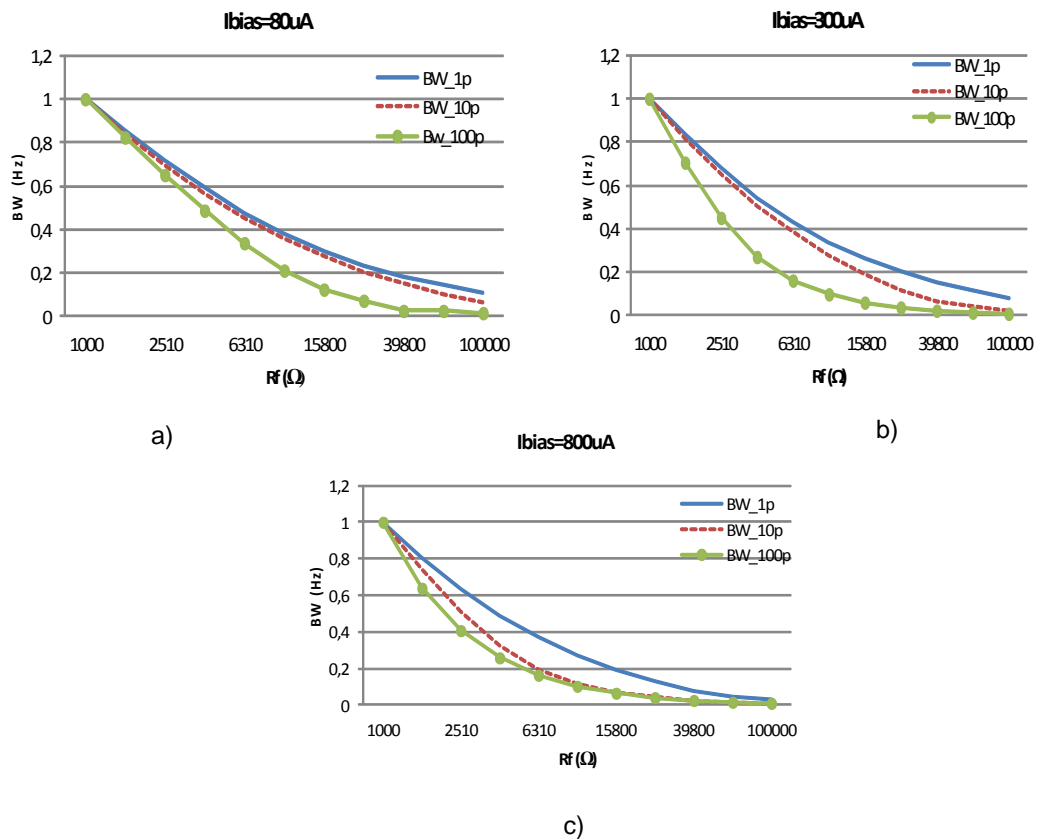 Ibias=80uA
1,2
1
0,8
0,6
0,4
0,2
0
BW (Hz)
BW_1p
BW_10p
Bw_100p
1000 2510 6310 15800 39800 100000
Rf (Ω)
a)
Ibias=300uA
1,2
1
0,8
0,6
0,4
0,2
0
BW (Hz)
BW_1p
BW_10p
BW_100p
1000 2510 6310 15800 39800 100000
Rf (Ω)
b)
Ibias=800uA
1,2
1
0,8
0,6
0,4
0,2
0
BW (Hz)
BW_1p
BW_10p
BW_100p
1000 2510 6310 15800 39800 100000
Rf (Ω)
c)